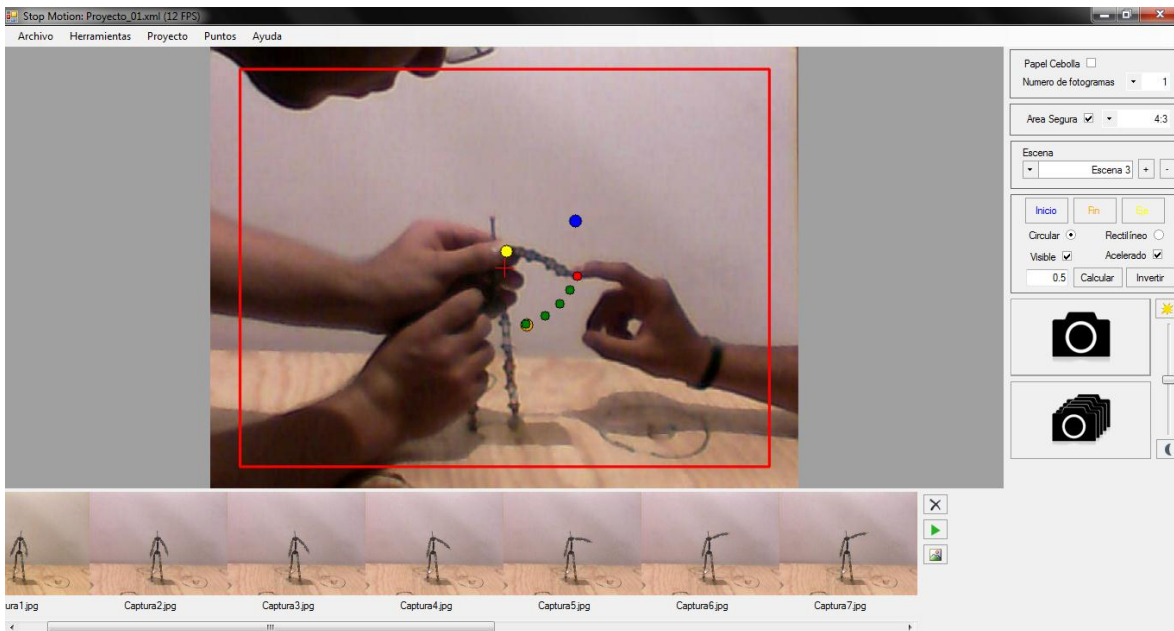 Stop Motion: Proyecto_01.xml (12 FPS)
Archivo Herramientas Proyecto Puntos Ayuda
Papel Cebolla
Numero de fotogramas 1
Area Segura 4:3
Escena
Escena 3 + -
Inicio Fin Eje
Circular Rectilíneo
Visible Acelerado
0.5 Calcular Invertir
ura1.jpg Captura2.jpg Captura3.jpg Captura4.jpg Captura5.jpg Captura6.jpg Captura7.jpg